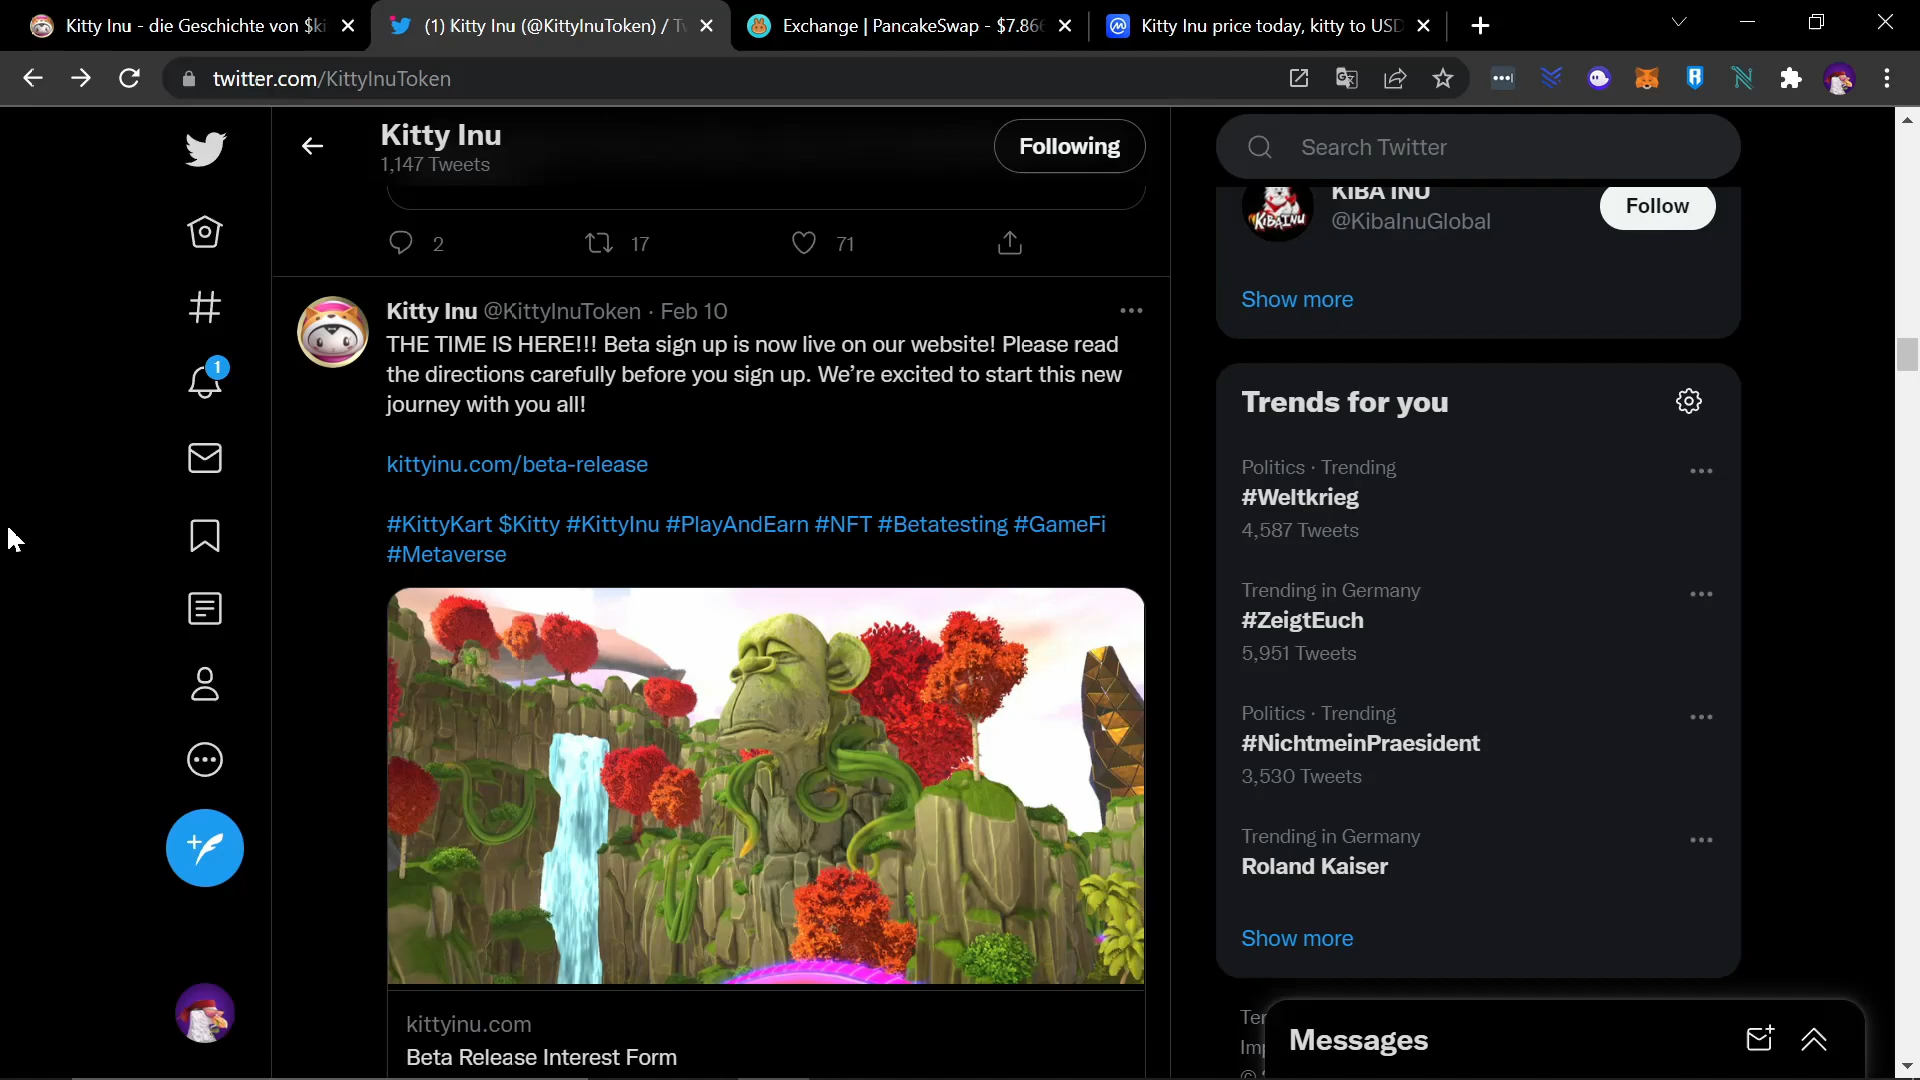 Kitty Inu - die Geschichte von $ki
(1) Kitty Inu (@KittyInuToken) / Tw
Exchange | PancakeSwap - $7.866
Kitty Inu price today, kitty to USD
twitter.com/KittyInuToken
Kitty Inu
1,147 Tweets
Following
Search Twitter
KIBA INU
@KibaInuGlobal
Follow
KIBAINU
2
17
71
Show more
Kitty Inu @KittyInuToken · Feb 10
THE TIME IS HERE!!! Beta sign up is now live on our website! Please read
the directions carefully before you sign up. We’re excited to start this new
journey with you all!
kittyinu.com/beta-release
#KittyKart $Kitty #KittyInu #PlayAndEarn #NFT #Betatesting #GameFi
#Metaverse
kittyinu.com
Beta Release Interest Form
1
Trends for you
Politics · Trending
#Weltkrieg
4,587 Tweets
Trending in Germany
#ZeigtEuch
5,951 Tweets
Politics · Trending
#NichtmeinPraesident
3,530 Tweets
Trending in Germany
Roland Kaiser
Show more
Messages